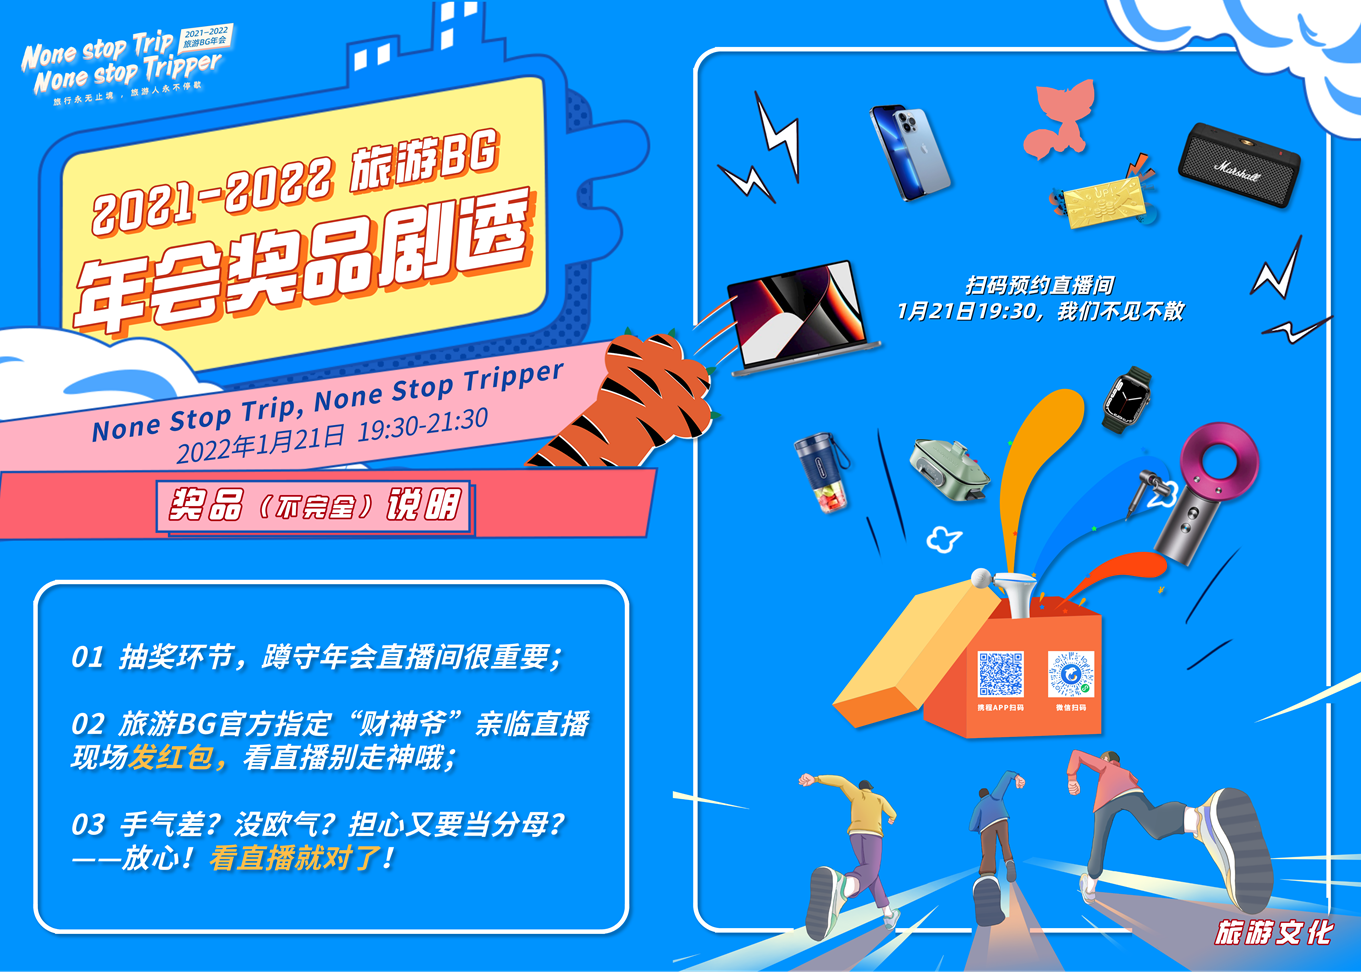 None stop Trip
2021-2022
旅游BG年会
None stop Tripper
旅行永无止境，旅游人永不停歇
2021-2022 旅游BG
年会奖品剧透
None Stop Trip, None Stop Tripper
2022年1月21日 19:30-21:30
奖品（不完全）说明
01 抽奖环节，蹲守年会直播间很重要；
02 旅游BG官方指定“财神爷”亲临直播
现场发红包，看直播别走神哦；
03 手气差？没欧气？担心又要当分母？
——放心！看直播就对了！
Marshall
UP!
扫码预约直播间
1月21日19:30，我们不见不散
携程APP扫码
微信扫码
旅游文化